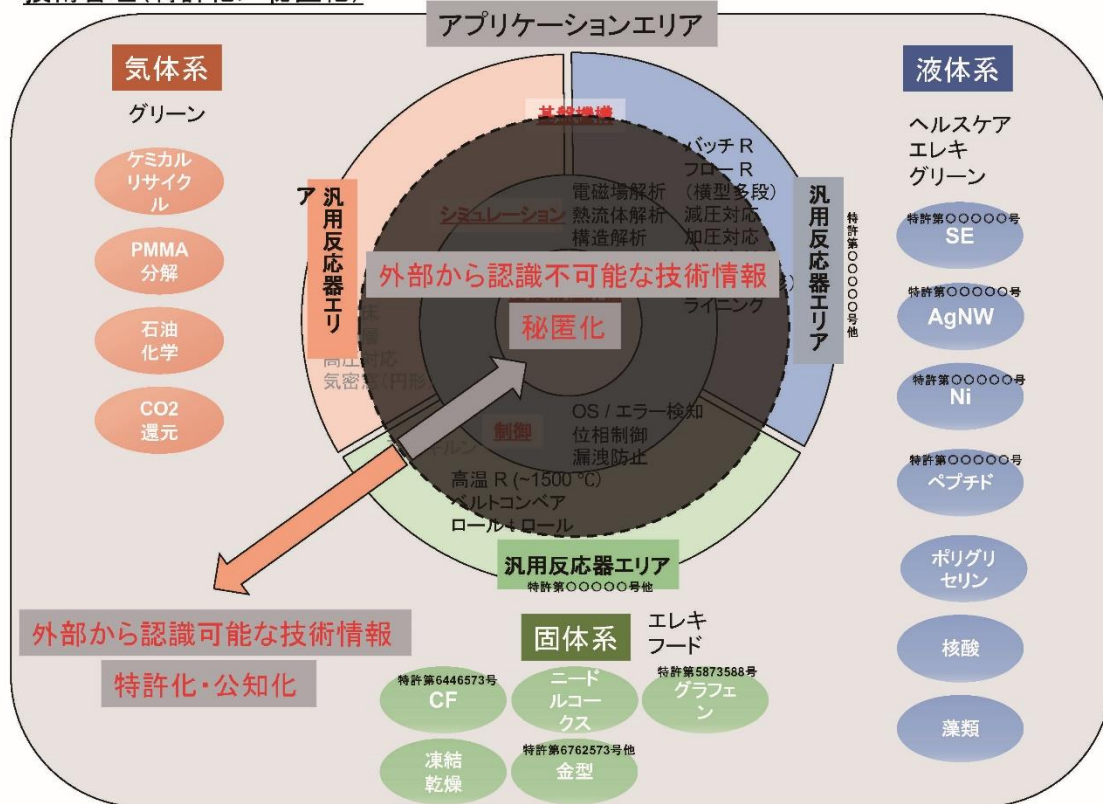 アプリケーションエリア
気体系
グリーン
ケミカル
リサイク
ル
PMMA
分解
石油
化学
CO2
還元
汎用反応器エリ
ア
基盤機構
シミュレーション
電磁場解析
熱流体解析
構造解析
バッチ R
フロー R
(横型多段)
減圧対応
加圧対応
ライニング
外部から認識不可能な技術情報
秘匿化
高圧対応
気密窓(円形)
制御
OS / エラー検知
位相制御
漏洩防止
高温 R (~1500 ℃)
ベルトコンベア
ロール t ロール
汎用反応器エリア
特許第〇〇〇〇〇号他
汎用反応器エリア
特許第〇〇〇〇〇号他
液体系
ヘルスケア
エレキ
グリーン
特許第〇〇〇〇〇号
SE
特許第〇〇〇〇〇号
AgNW
特許第〇〇〇〇〇号
Ni
特許第〇〇〇〇〇号
ペプチド
ポリグリ
セリン
核酸
藻類
外部から認識可能な技術情報
特許化・公知化
固体系
エレキ
フード
特許第6446573号
CF
ニード
ルコー
クス
特許第5873588号
グラフェ
ン
凍結
乾燥
特許第6762573号他
金型